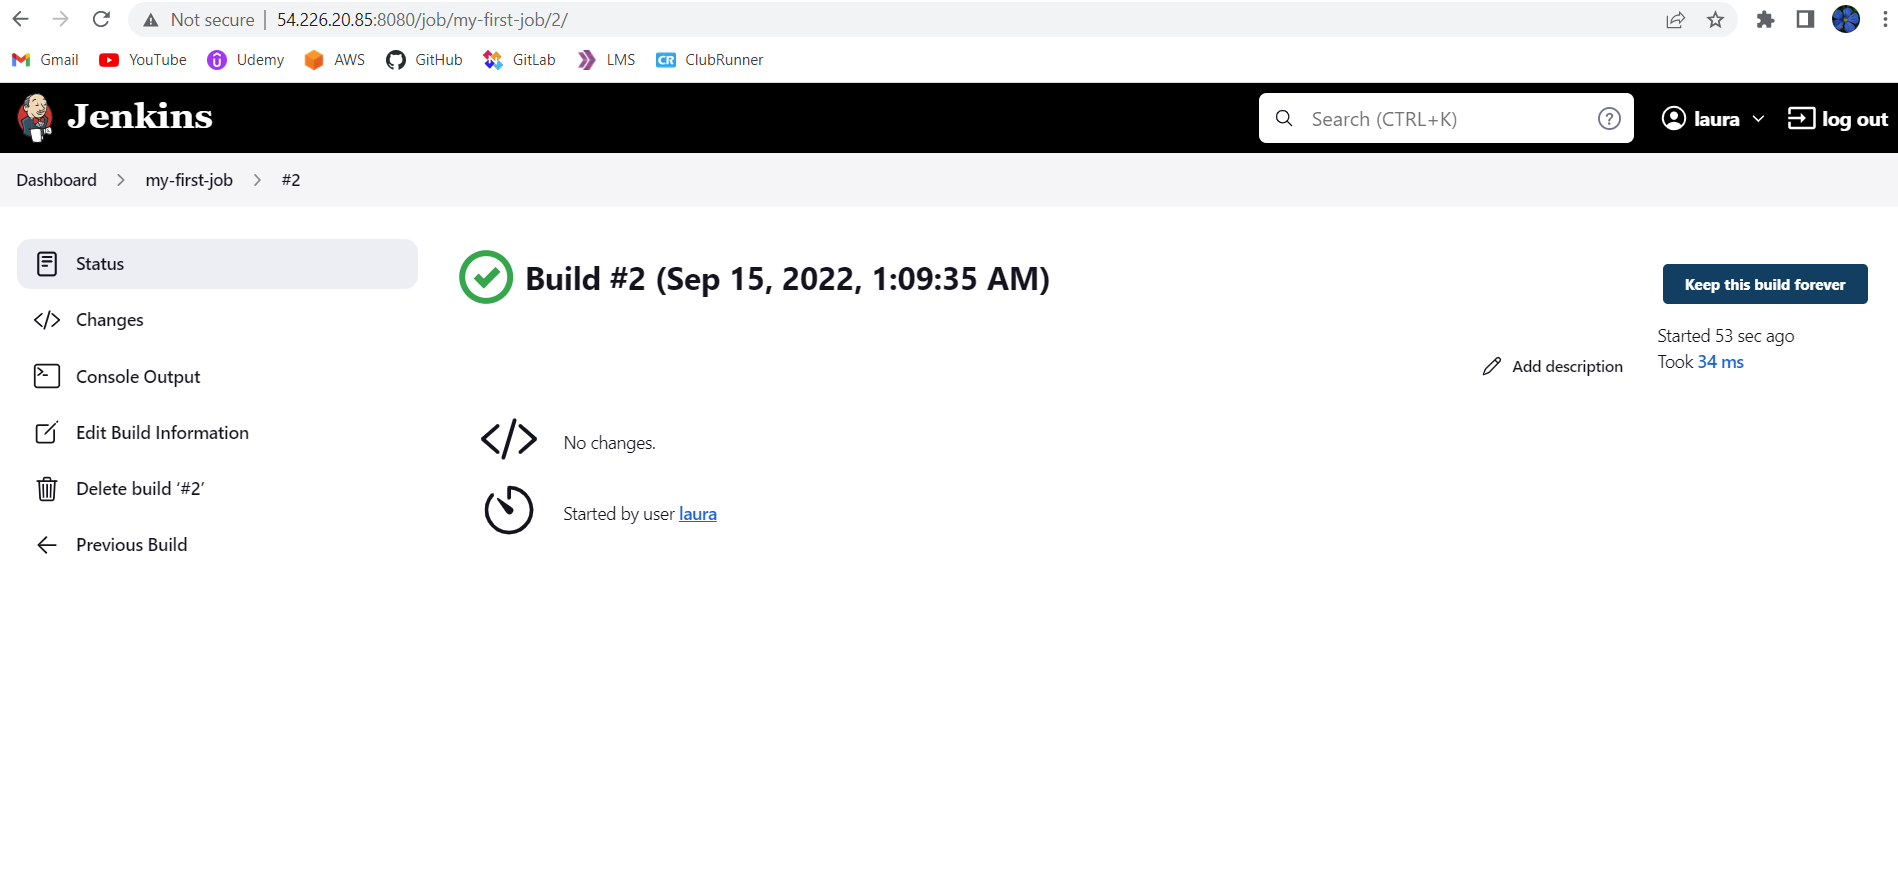 Not secure | 54.226.20.85:8080/job/my-first-job/2/
Gmail YouTube Udemy AWS GitHub GitLab LMS CR ClubRunner
Jenkins Search (CTRL+K) ? laura log out
Dashboard > my-first-job > #2
Status
Changes
Console Output
Edit Build Information
Delete build ‘#2’
Previous Build
Build #2 (Sep 15, 2022, 1:09:35 AM)
Keep this build forever
Started 53 sec ago
Took 34 ms
Add description
No changes.
Started by user laura